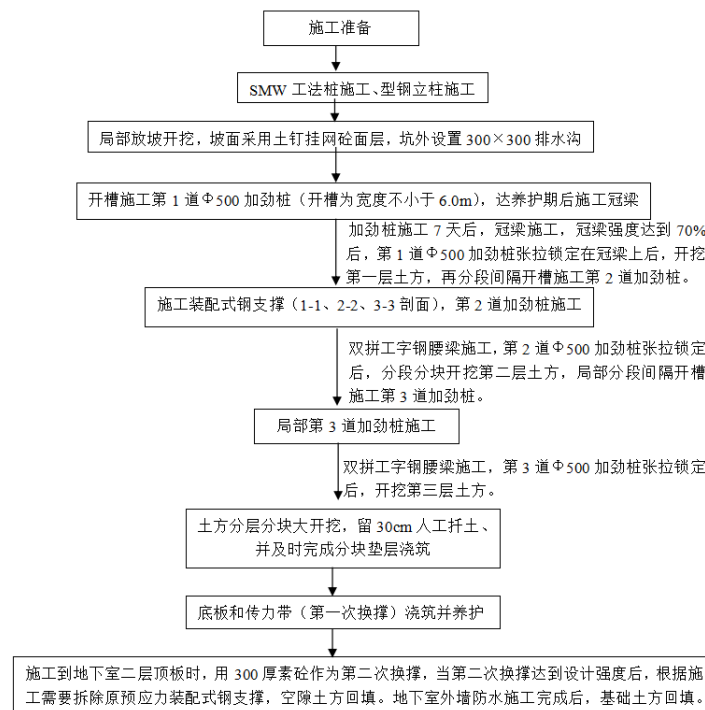 施工准备
SMW 工法桩施工、型钢立柱施工
局部放坡开挖，坡面采用土钉挂网砼面层，坑外设置 300×300 排水沟
开槽施工第 1 道Φ500 加劲桩（开槽为宽度不小于 6.0m），达养护期后施工冠梁
加劲桩施工 7 天后，冠梁施工，冠梁强度达到 70%
后，第 1 道Φ500 加劲桩张拉锁定在冠梁上后，开挖
第一层土方，再分段间隔开槽施工第 2 道加劲桩。
施工装配式钢支撑（1-1、2-2、3-3 剖面），第 2 道加劲桩施工
双拼工字钢腰梁施工，第 2 道Φ500 加劲桩张拉锁定
后，分段分块开挖第二层土方，局部分段间隔开槽
施工第 3 道加劲桩。
局部第 3 道加劲桩施工
双拼工字钢腰梁施工，第 3 道Φ500 加劲桩张拉锁定
后，开挖第三层土方。
土方分层分块大开挖，留 30cm 人工扦土、
并及时完成分块垫层浇筑
底板和传力带（第一次换撑）浇筑并养护
施工到地下室二层顶板时，用 300 厚素砼作为第二次换撑，当第二次换撑达到设计强度后，根据施
工需要拆除原预应力装配式钢支撑，空隙土方回填。地下室外墙防水施工完成后，基础土方回填。